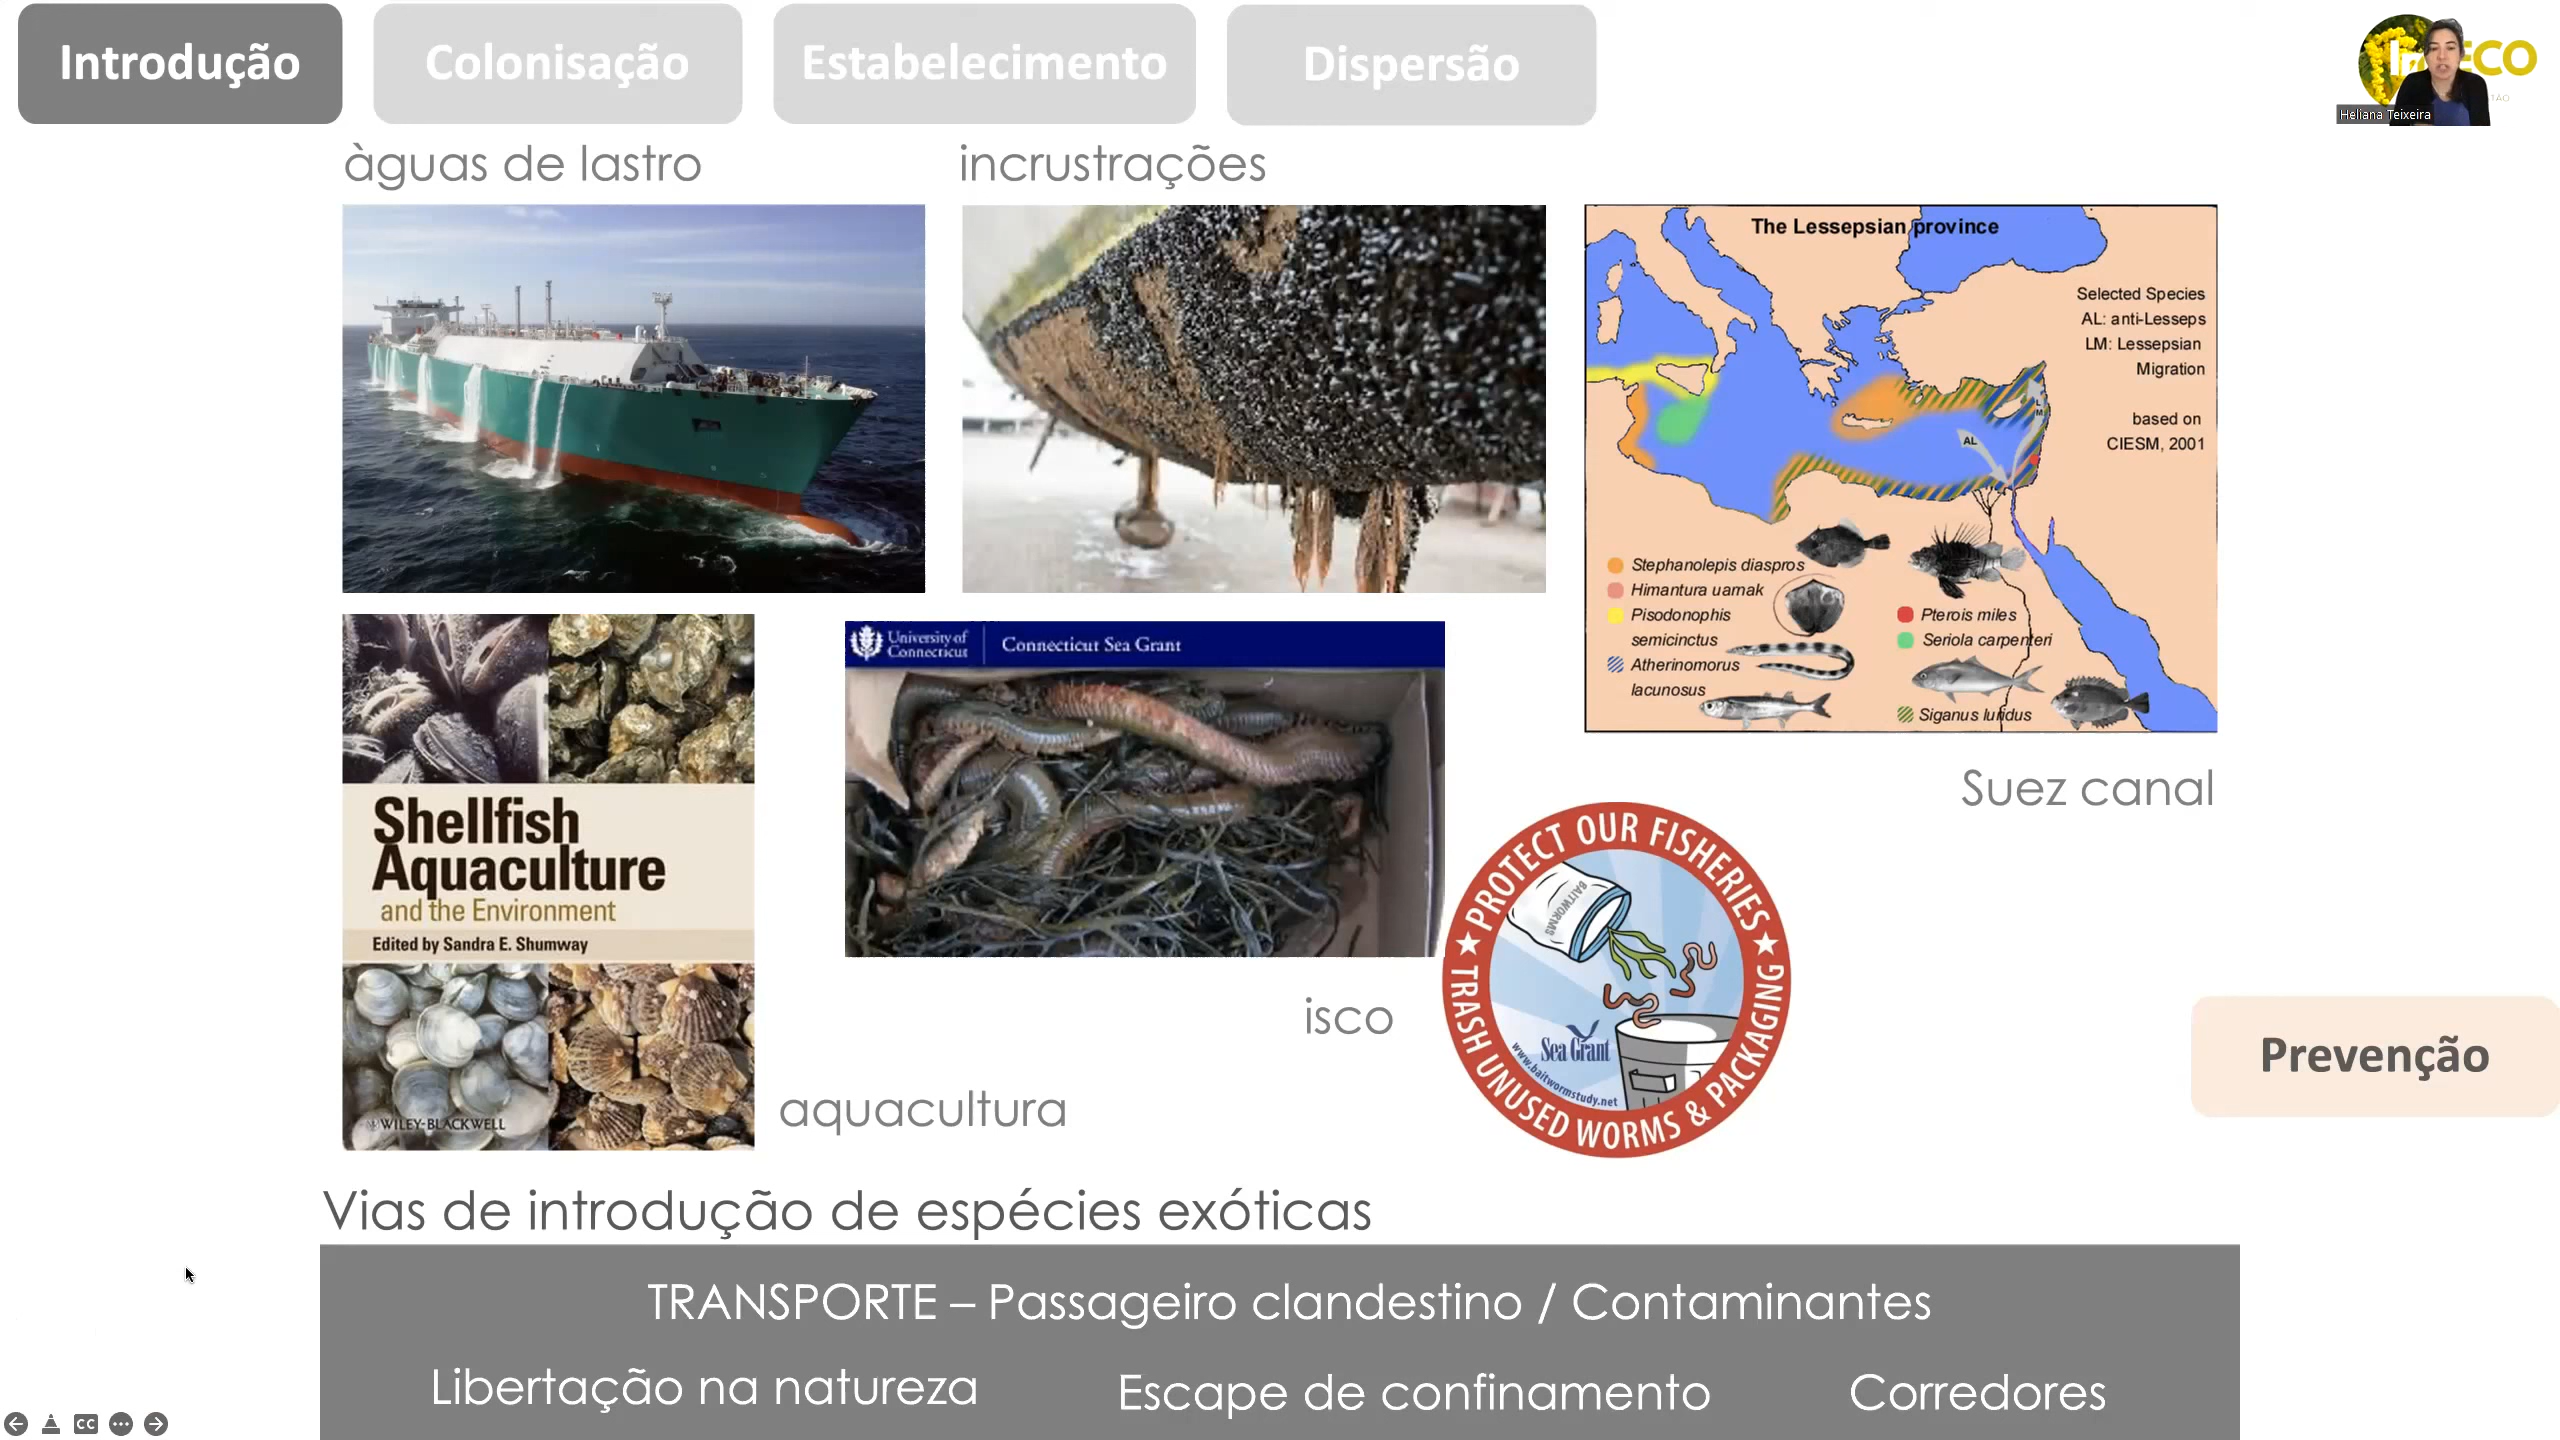 Introdução
Colonisação
Estabelecimento
Dispersão
ECO
Heliana Teixeira
àguas de lastro
incrustrações
The Lessepsian province
Selected Species
AL: anti-Lesseps
LM: Lessepsian
Migration
based on
CIESM, 2001
AL
L
M
Stephanolepis diaspros
Himantura uarnak
Pisodonophis
semicinctus
Atherinomorus
lacunosus
Pterois miles
Seriola carpenteri
Siganus luridus
Suez canal
University of
Connecticut
Connecticut Sea Grant
Shellfish
Aquaculture
and the Environment
Edited by Sandra E. Shumway
WILEY-BLACKWELL
isco
aquacultura
PROTECT OUR FISHERIES
TRASH UNUSED WORMS & PACKAGING
BAITWORMS
Sea Grant
www.baitwormstudy.net
Prevenção
Vias de introdução de espécies exóticas
TRANSPORTE – Passageiro clandestino / Contaminantes
Libertação na natureza
Escape de confinamento
Corredores
CC